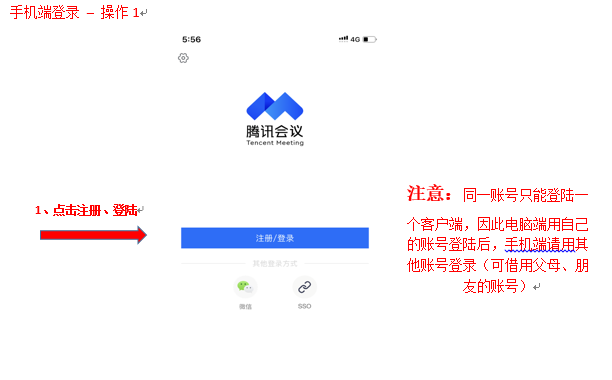 手机端登录 – 操作 1
5:56
4G
腾讯会议
Tencent Meeting
1、点击注册、登陆
注册/登录
其他登录方式
微信
SSO
注意：同一账号只能登陆一
个客户端，因此电脑端用自己
的账号登陆后，手机端请用其
他账号登录（可借用父母、朋
友的账号）